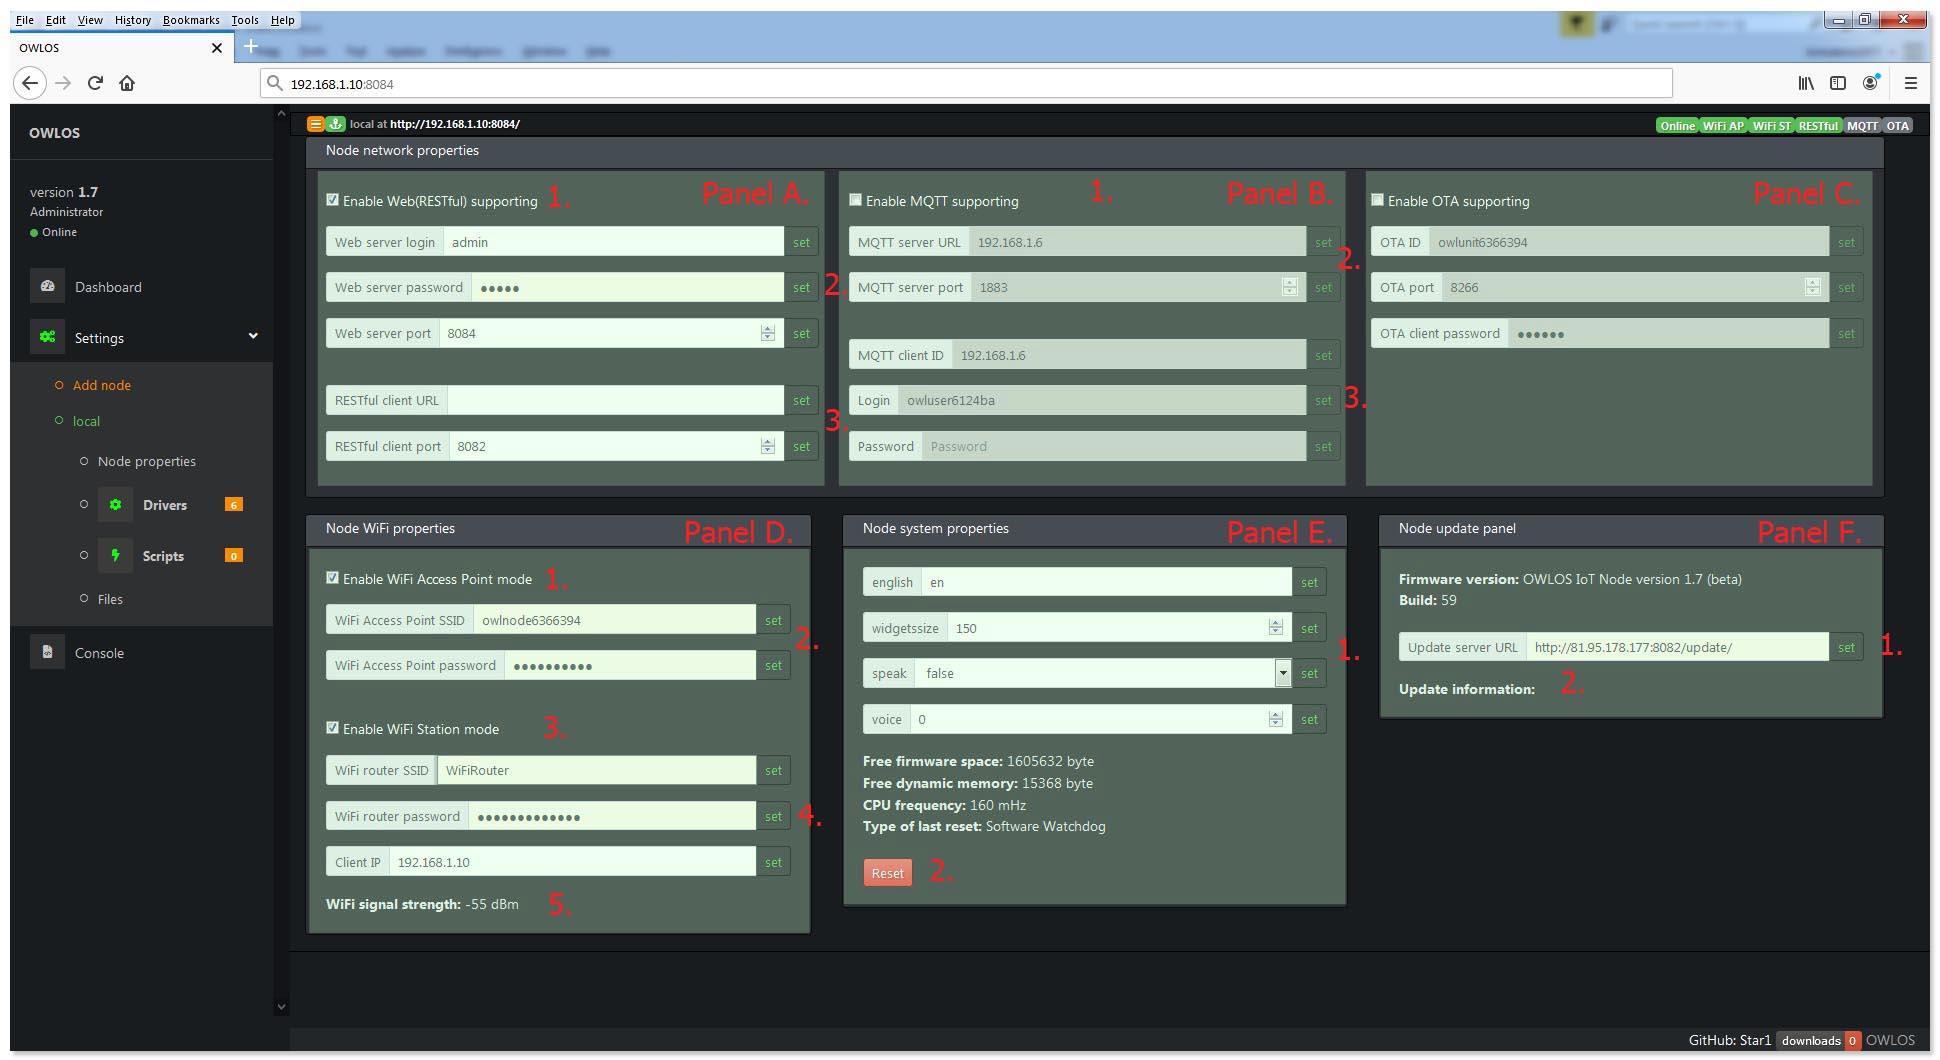 File Edit View History Bookmarks Tools Help
OWLOS
192.168.1.10:8084
OWLOS
version 1.7
Administrator
Online
Dashboard
Settings
Add node
local
Node properties
Drivers 6
Scripts 0
Files
Console
local at http://192.168.1.10:8084/
Online WiFi AP WiFi ST RESTful MQTT OTA
Node network properties
Panel A.
Enable Web(RESTful) supporting 1.
Web server login admin set
Web server password ●●●●● set 2.
Web server port 8084 set
RESTful client URL set
3.
RESTful client port 8082 set
Panel B.
Enable MQTT supporting 1.
MQTT server URL 192.168.1.6 set
2.
MQTT server port 1883 set
MQTT client ID 192.168.1.6 set
Login owluser6124ba set 3.
Password Password set
Panel C.
Enable OTA supporting
OTA ID owlunit6366394 set
OTA port 8266 set
OTA client password ●●●●●● set
Node WiFi properties Panel D.
Enable WiFi Access Point mode 1.
WiFi Access Point SSID owlnode6366394 set
2.
WiFi Access Point password ●●●●●●●●●● set
Enable WiFi Station mode 3.
WiFi router SSID WiFiRouter set
WiFi router password ●●●●●●●●●●●●● set 4.
Client IP 192.168.1.10 set
WiFi signal strength: -55 dBm 5.
Node system properties Panel E.
english en set
widgetssize 150 set
1.
speak false set
voice 0 set
Free firmware space: 1605632 byte
Free dynamic memory: 15368 byte
CPU frequency: 160 mHz
Type of last reset: Software Watchdog
Reset 2.
Node update panel Panel F.
Firmware version: OWLOS IoT Node version 1.7 (beta)
Build: 59
Update server URL http://81.95.178.177:8082/update/ set 1.
Update information: 2.
GitHub: Star1 downloads 0 OWLOS